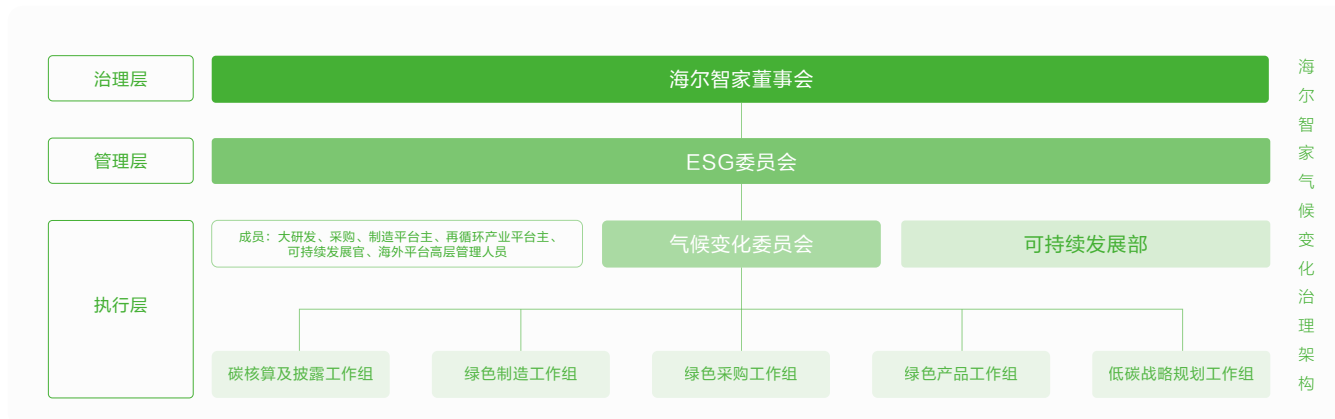 治理层
海尔智家董事会
管理层
ESG委员会
执行层
成员：大研发、采购、制造平台主、再循环产业平台主、
可持续发展官、海外平台高层管理人员
气候变化委员会
可持续发展部
碳核算及披露工作组
绿色制造工作组
绿色采购工作组
绿色产品工作组
低碳战略规划工作组
海尔智家气候变化治理架构